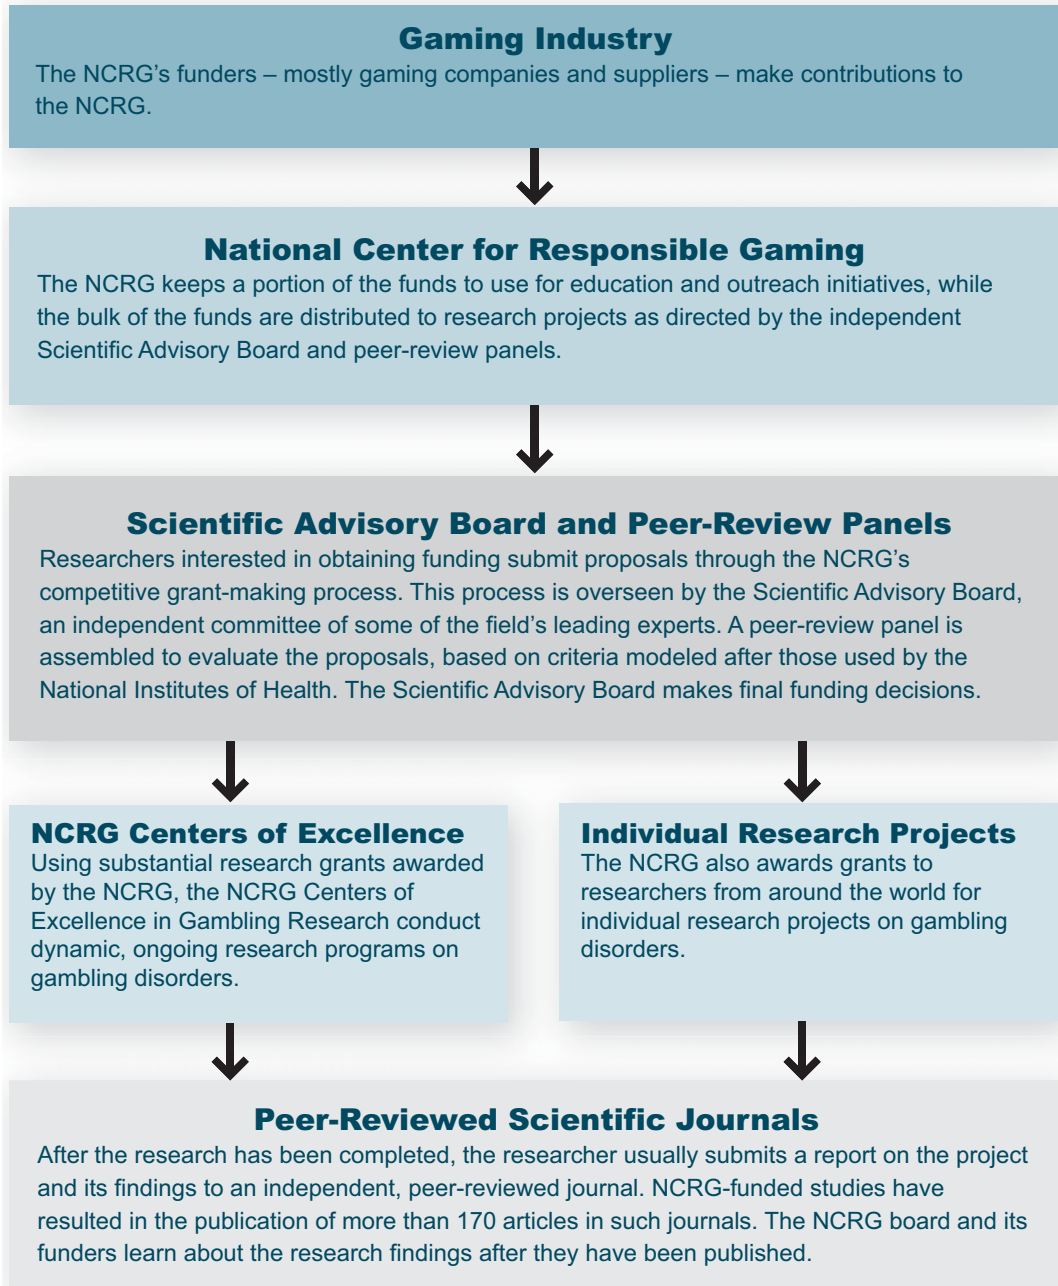 Gaming Industry
The NCRG’s funders – mostly gaming companies and suppliers – make contributions to
the NCRG.
National Center for Responsible Gaming
The NCRG keeps a portion of the funds to use for education and outreach initiatives, while
the bulk of the funds are distributed to research projects as directed by the independent
Scientific Advisory Board and peer-review panels.
Scientific Advisory Board and Peer-Review Panels
Researchers interested in obtaining funding submit proposals through the NCRG’s
competitive grant-making process. This process is overseen by the Scientific Advisory Board,
an independent committee of some of the field’s leading experts. A peer-review panel is
assembled to evaluate the proposals, based on criteria modeled after those used by the
National Institutes of Health. The Scientific Advisory Board makes final funding decisions.
NCRG Centers of Excellence
Using substantial research grants awarded
by the NCRG, the NCRG Centers of
Excellence in Gambling Research conduct
dynamic, ongoing research programs on
gambling disorders.
Individual Research Projects
The NCRG also awards grants to
researchers from around the world for
individual research projects on gambling
disorders.
Peer-Reviewed Scientific Journals
After the research has been completed, the researcher usually submits a report on the project
and its findings to an independent, peer-reviewed journal. NCRG-funded studies have
resulted in the publication of more than 170 articles in such journals. The NCRG board and its
funders learn about the research findings after they have been published.